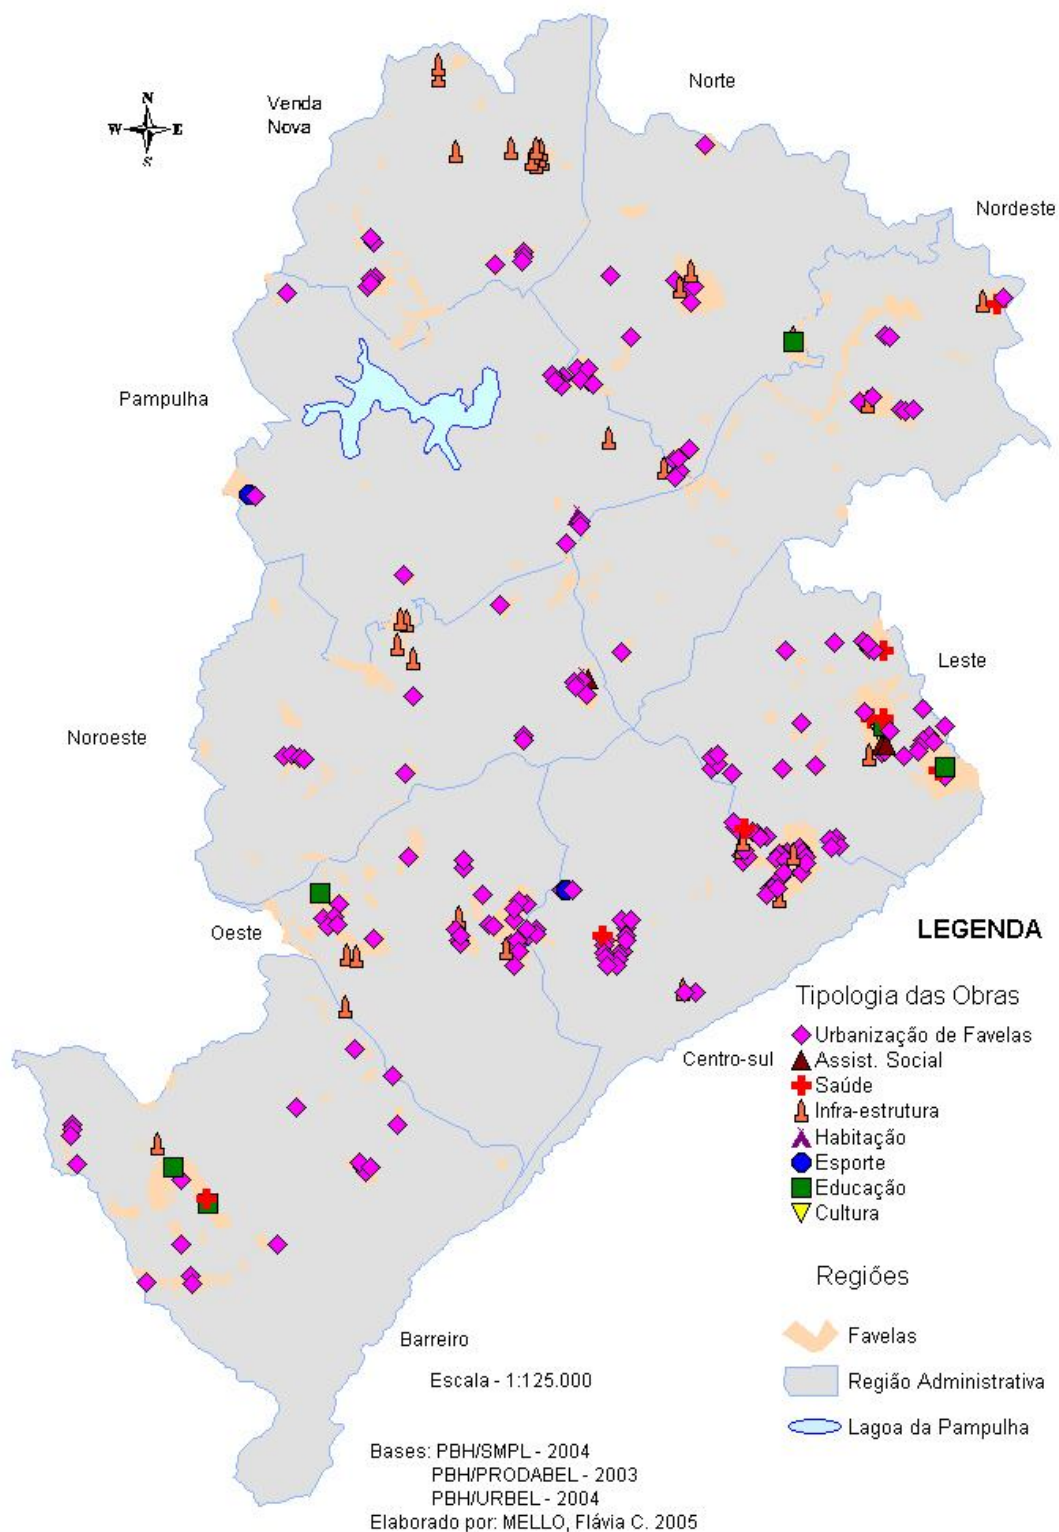 Norte
Venda
Nova
N
W E
S
Nordeste
Pampulha
Leste
Noroeste
Oeste
LEGENDA
Tipologia das Obras
Urbanização de Favelas
Centro-sul
Assist. Social
Saúde
Infra-estrutura
Habitação
Esporte
Educação
Cultura
Regiões
Favelas
Barreiro
Região Administrativa
Escala - 1:125.000
Lagoa da Pampulha
Bases: PBH/SMPL - 2004
PBH/PRODABEL - 2003
PBH/URBEL - 2004
Elaborado por: MELLO, Flávia C. 2005